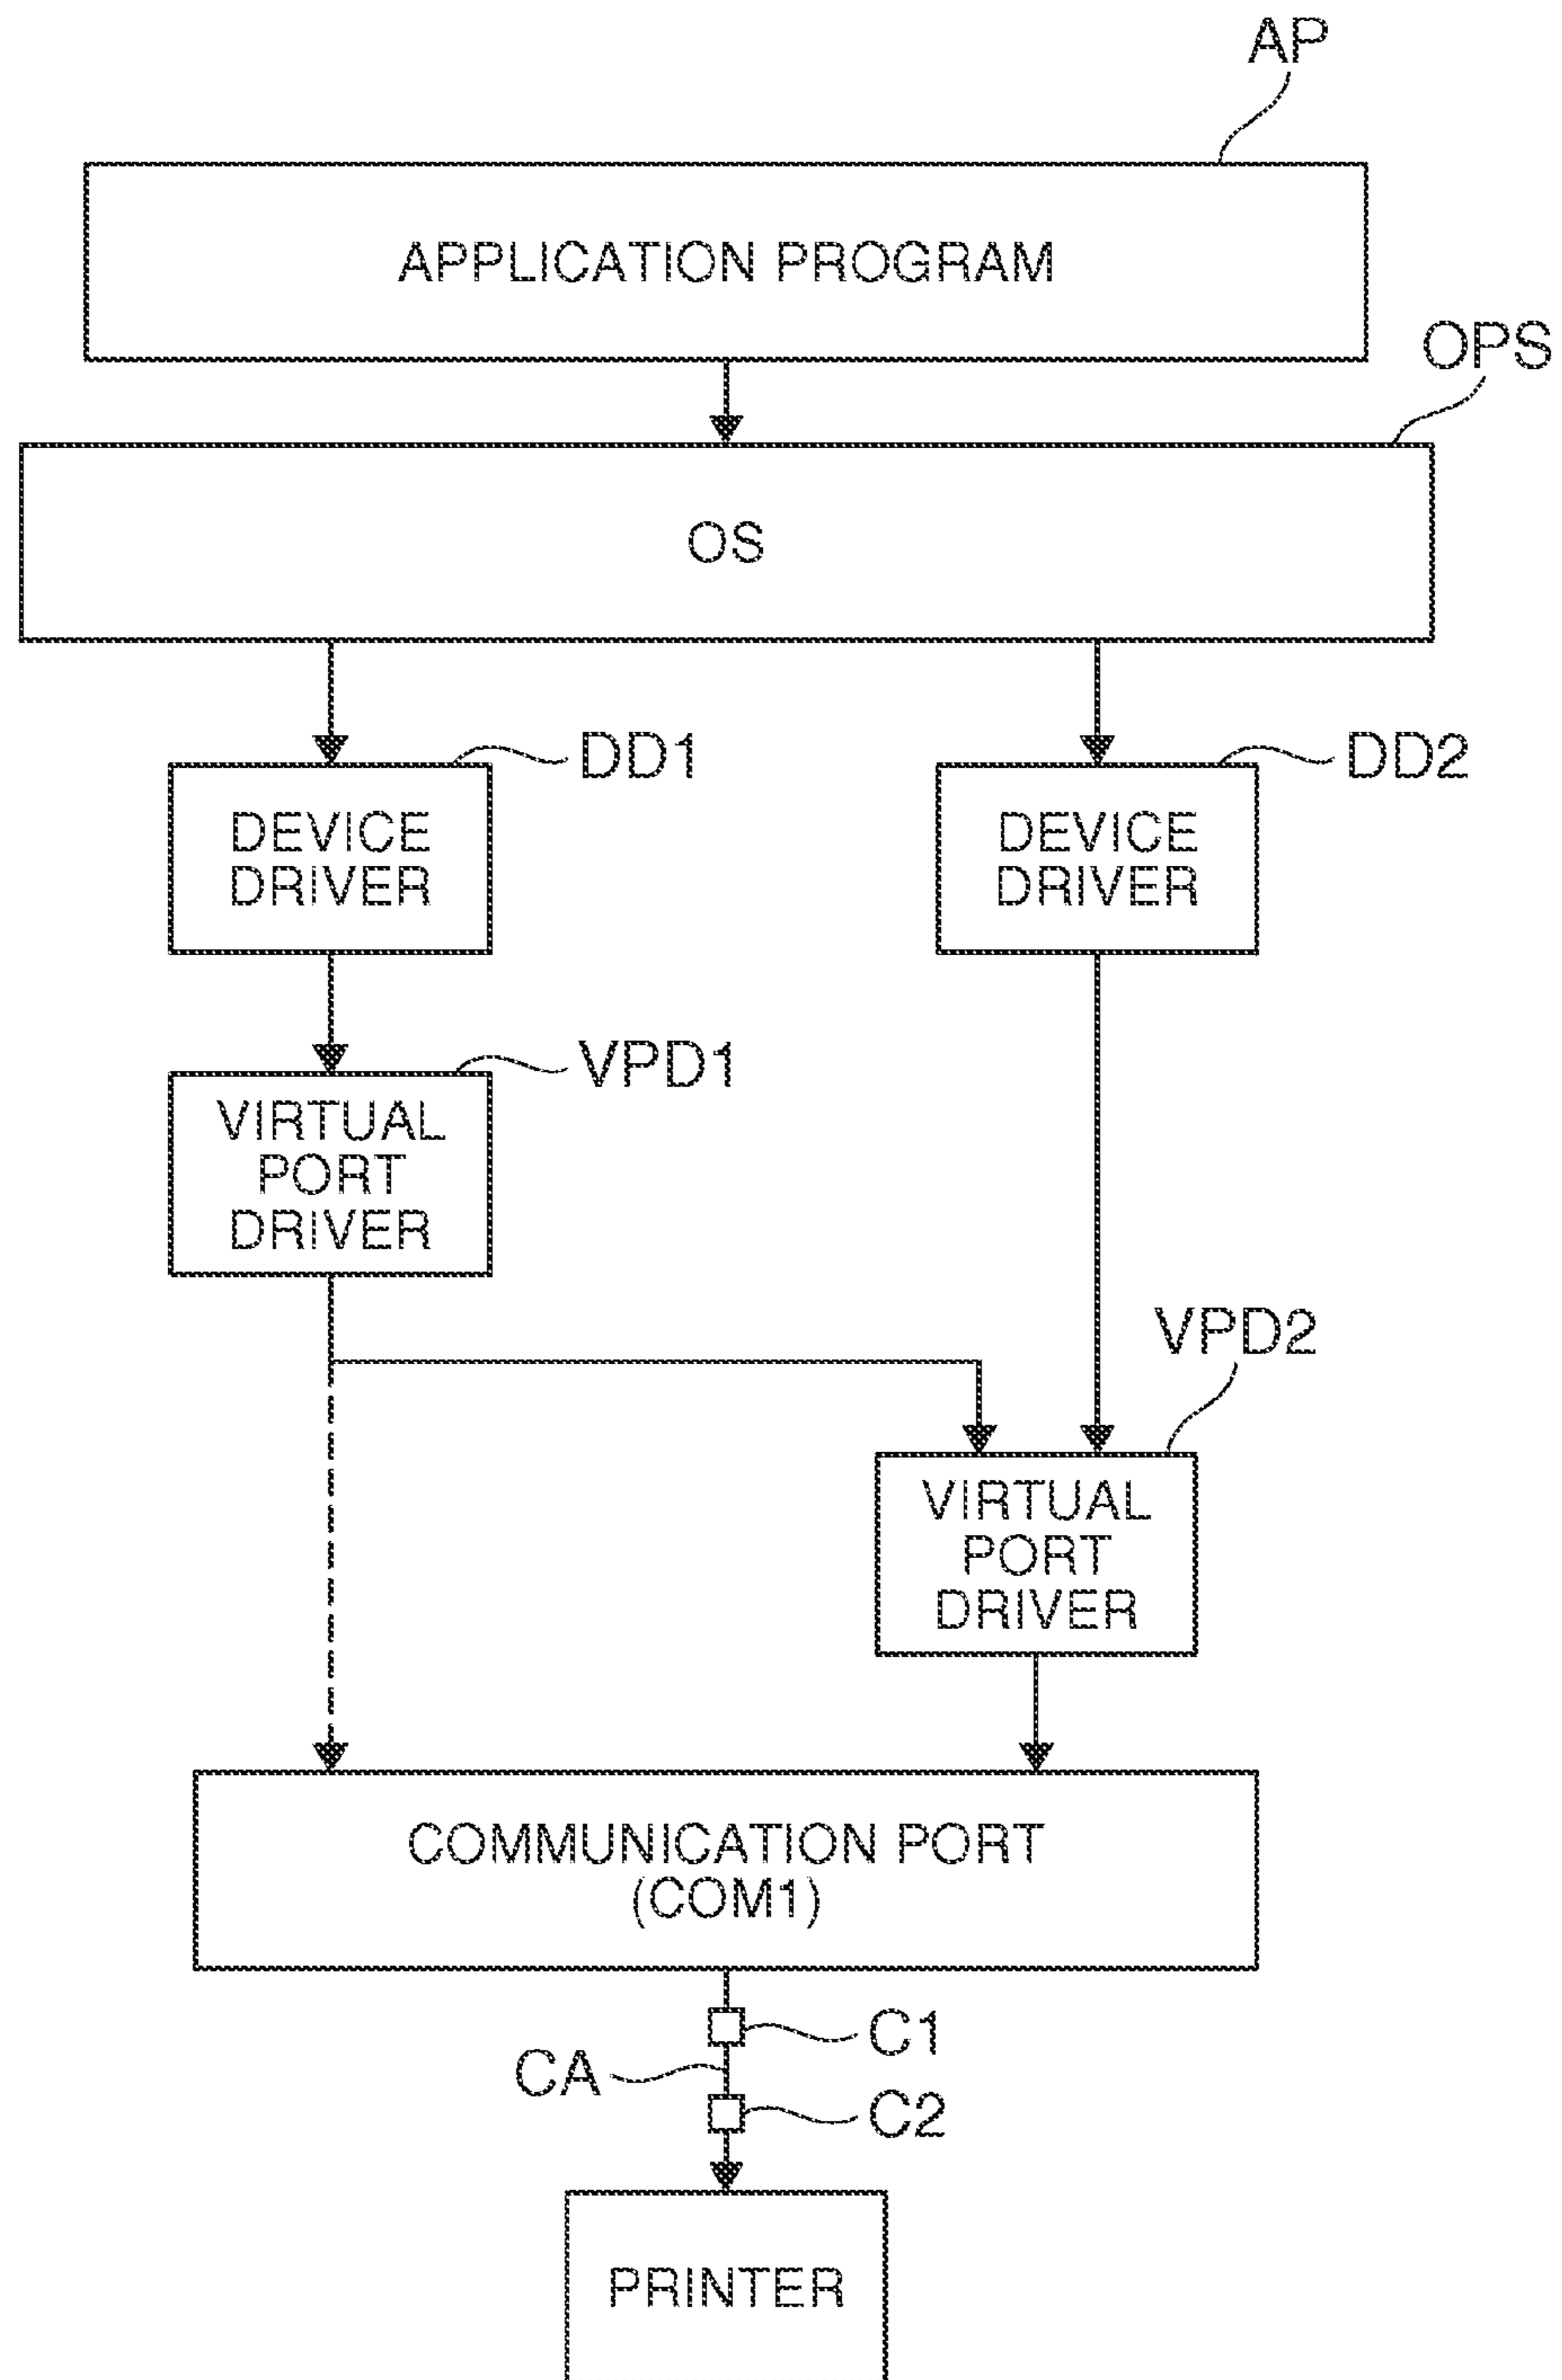 AP
APPLICATION PROGRAM
OPS
OS
DD1
DD2
DEVICE
DRIVER
DEVICE
DRIVER
VPD1
VIRTUAL
PORT
DRIVER
VPD2
VIRTUAL
PORT
DRIVER
COMMUNICATION PORT
(COM1)
C1
CA
C2
PRINTER